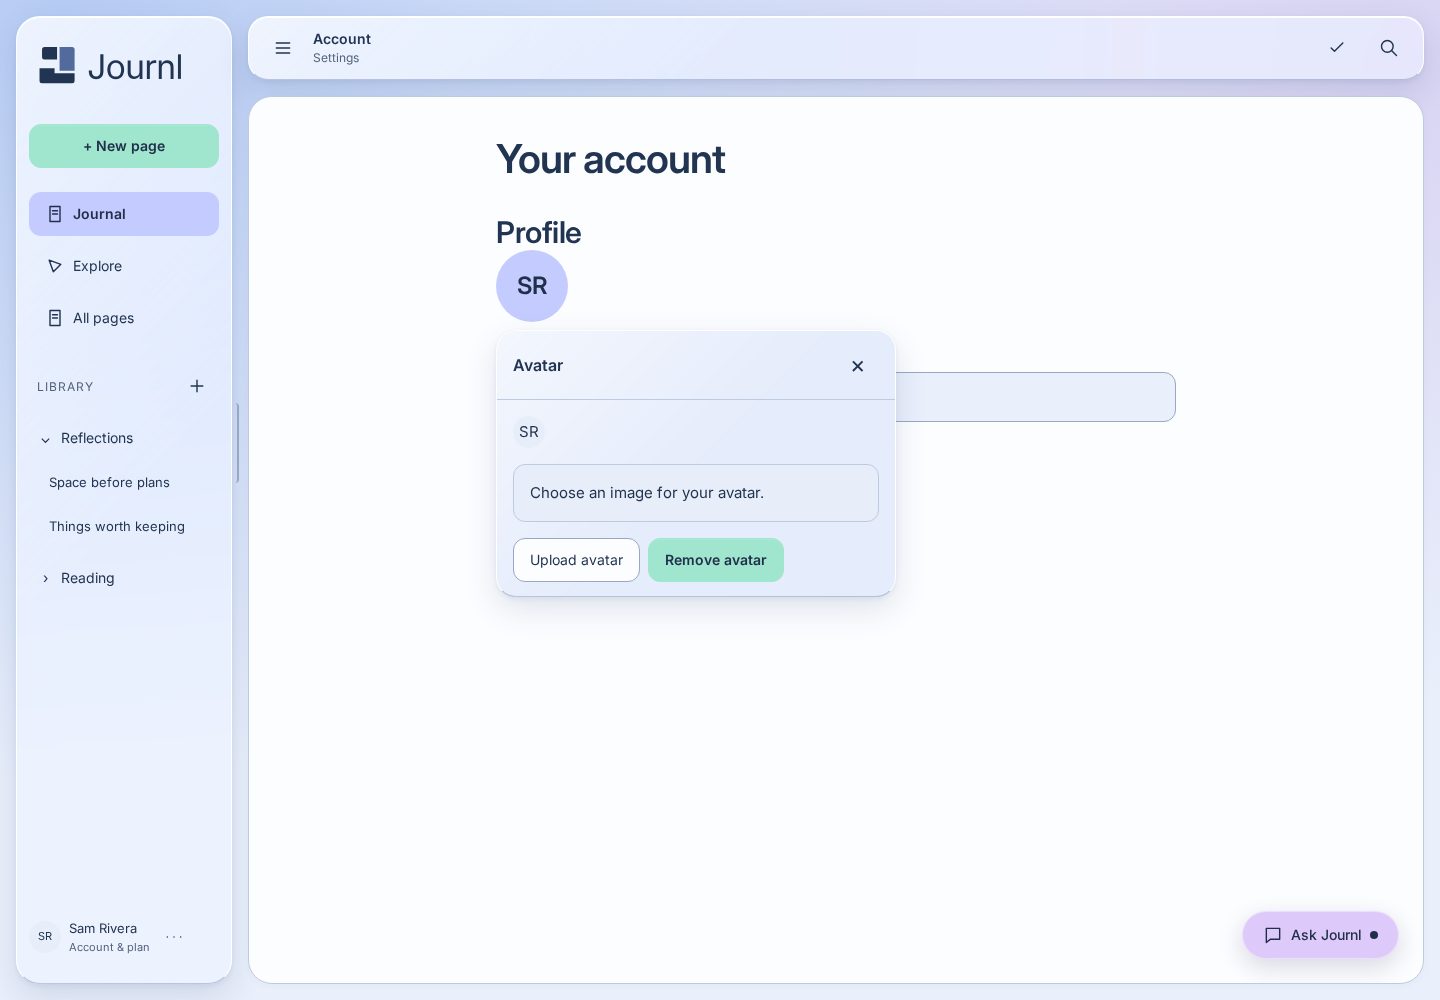 Journl
+ New page
Journal
Explore
All pages
LIBRARY
Reflections
Space before plans
Things worth keeping
Reading
SR
Sam Rivera
Account & plan
...
Account
Settings
Your account
Profile
SR
Avatar
SR
Choose an image for your avatar.
Upload avatar
Remove avatar
Ask Journl